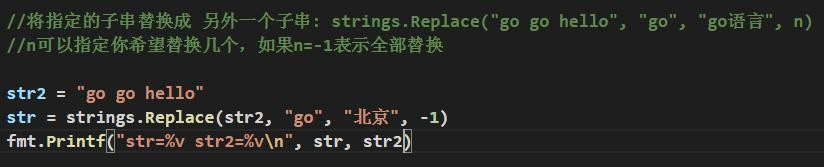 //将指定的子串替换成 另外一个子串: strings.Replace("go go hello", "go", "go语言", n)
//n可以指定你希望替换几个，如果n=-1表示全部替换
str2 = "go go hello"
str = strings.Replace(str2, "go", "北京", -1)
fmt.Printf("str=%v str2=%v\n", str, str2)